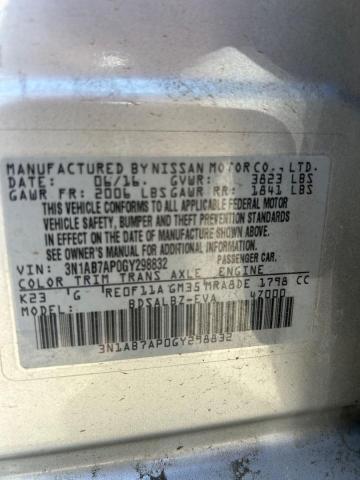 MANUFACTURED BY NISSAN MOTOR CO., LTD.
DATE: 06/16. GVWR: 3823 LBS
GAWR FR: 2006 LBS GAWR RR: 1841 LBS
THIS VEHICLE CONFORMS TO ALL APPLICABLE FEDERAL MOTOR
VEHICLE SAFETY, BUMPER AND THEFT PREVENTION STANDARDS
IN EFFECT ON THE DATE OF MANUFACTURE SHOWN ABOVE.
SEE OWNER'S MANUAL FOR ADDITIONAL INFORMATION.
VIN: 3N1AB7AP0GY298832 PASSENGER CAR.
COLOR TRIM TRANS AXLE ENGINE
K23 G RE0F11A GM35 MRA8DE 1798 CC
MODEL: BDSALBZ-EVA 47000
3N1AB7AP0GY298832